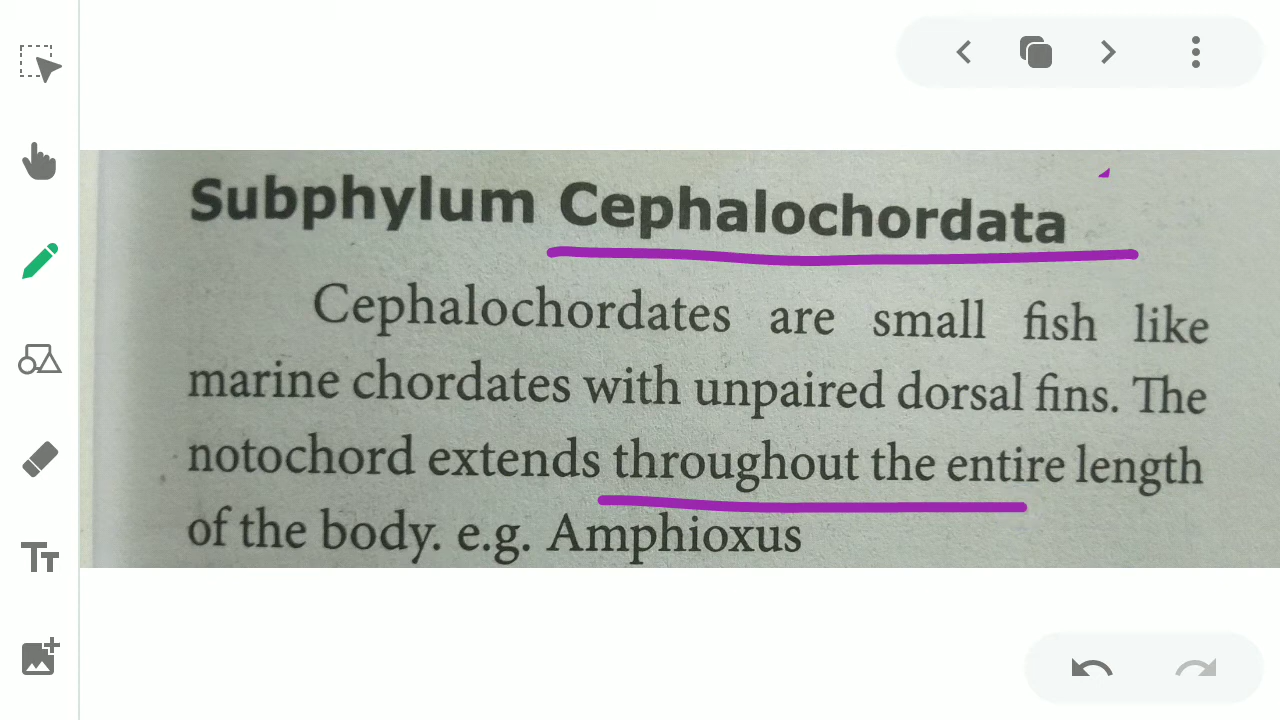 Subphylum Cephalochordata
Cephalochordates are small fish like
marine chordates with unpaired dorsal fins. The
notochord extends throughout the entire length
of the body. e.g. Amphioxus